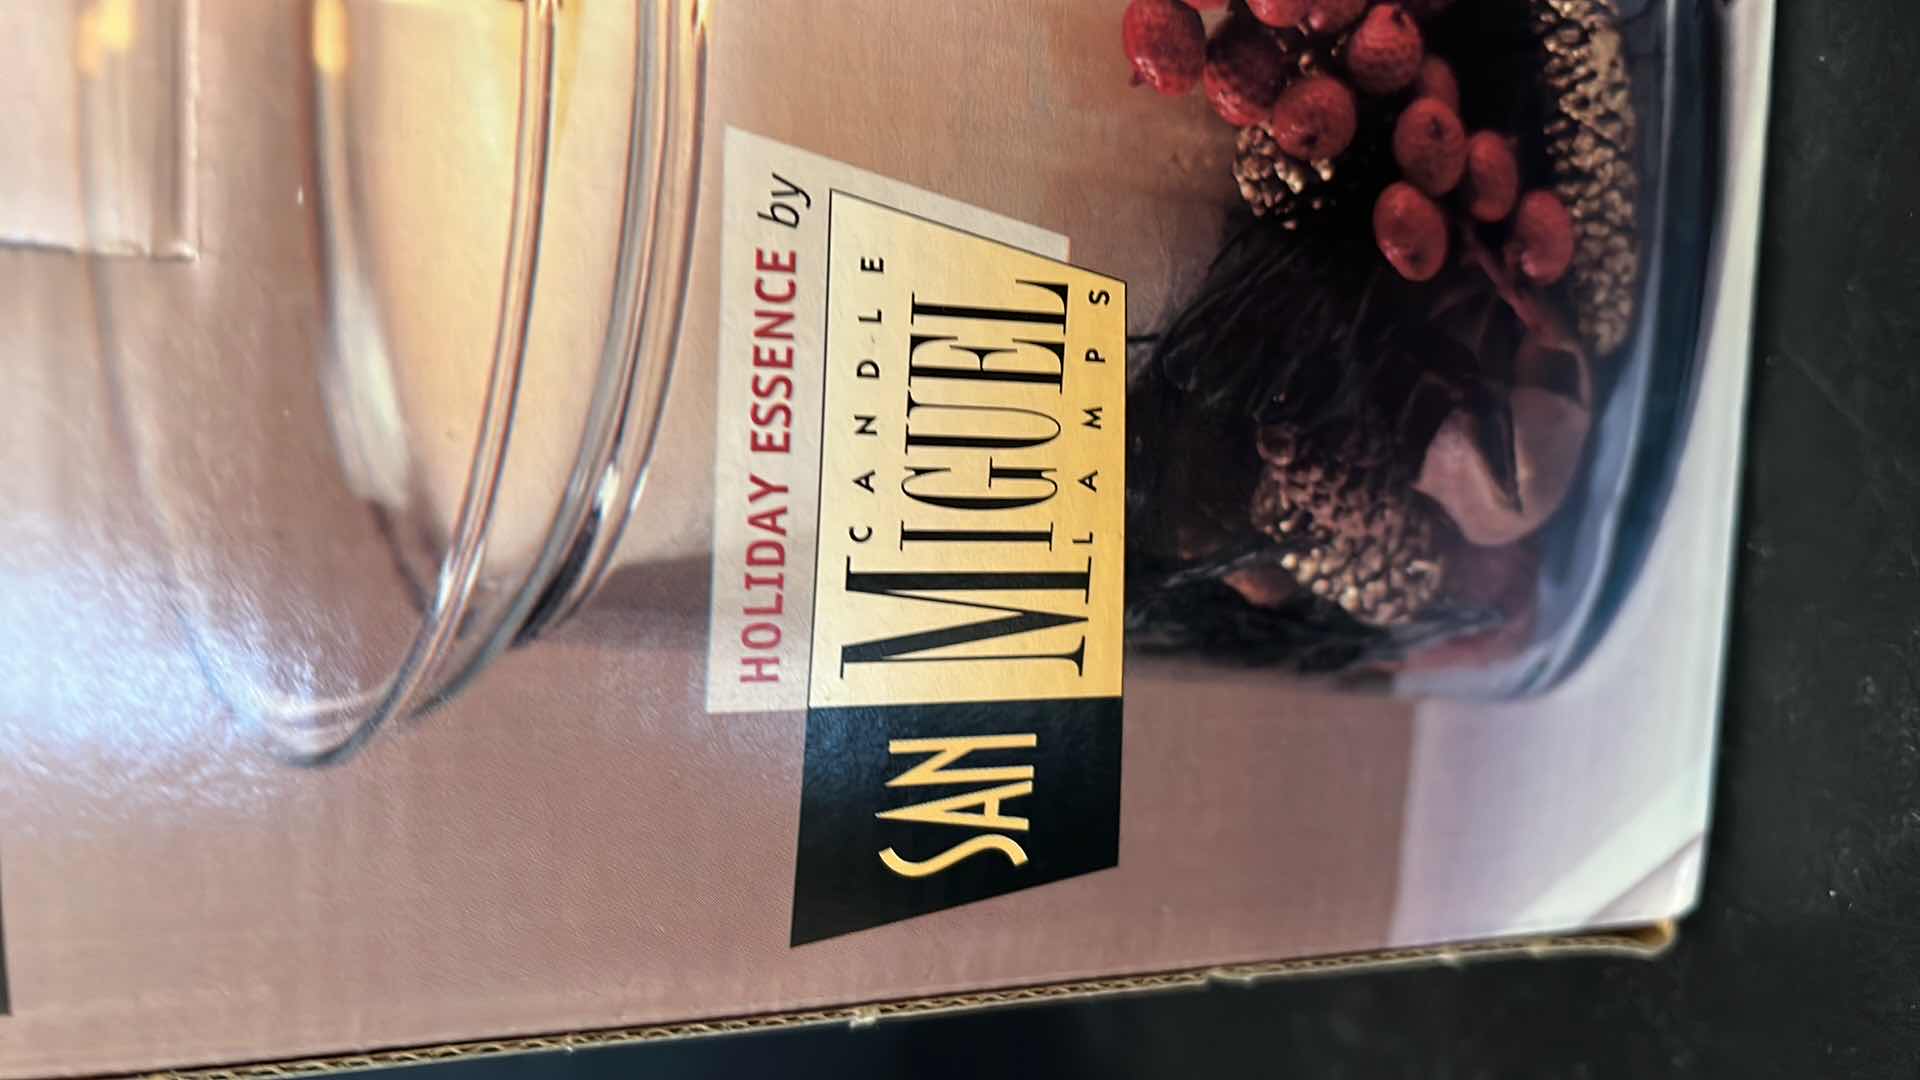 HOLIDAY ESSENCE by
CANDLE
SAN MIGUEL
LAMPS